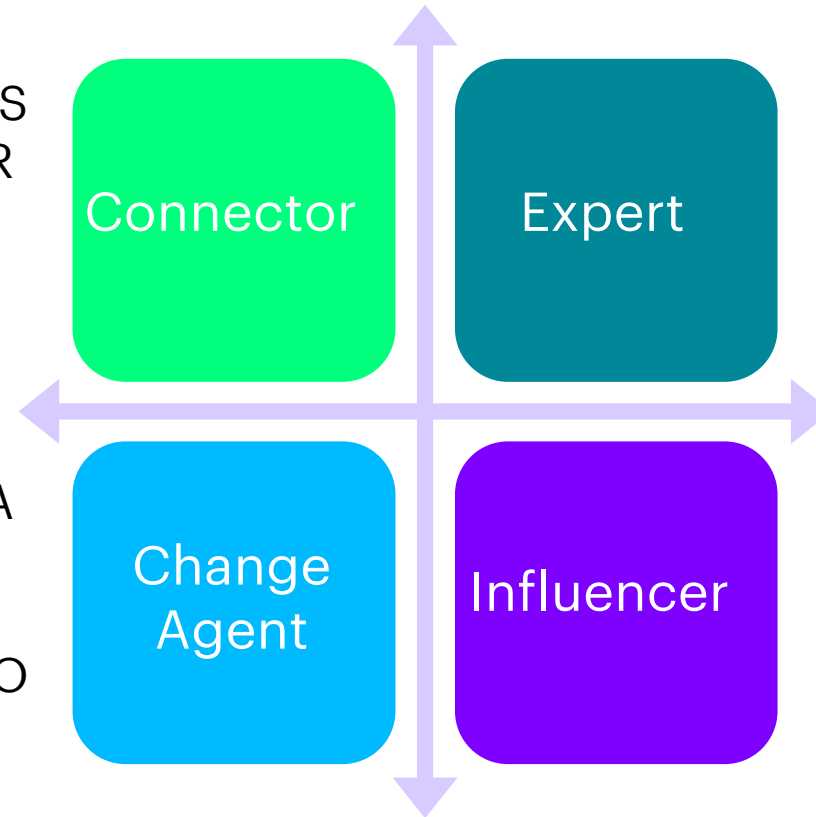 S
R
Connector
Expert
A
Change
Agent
Influencer
O